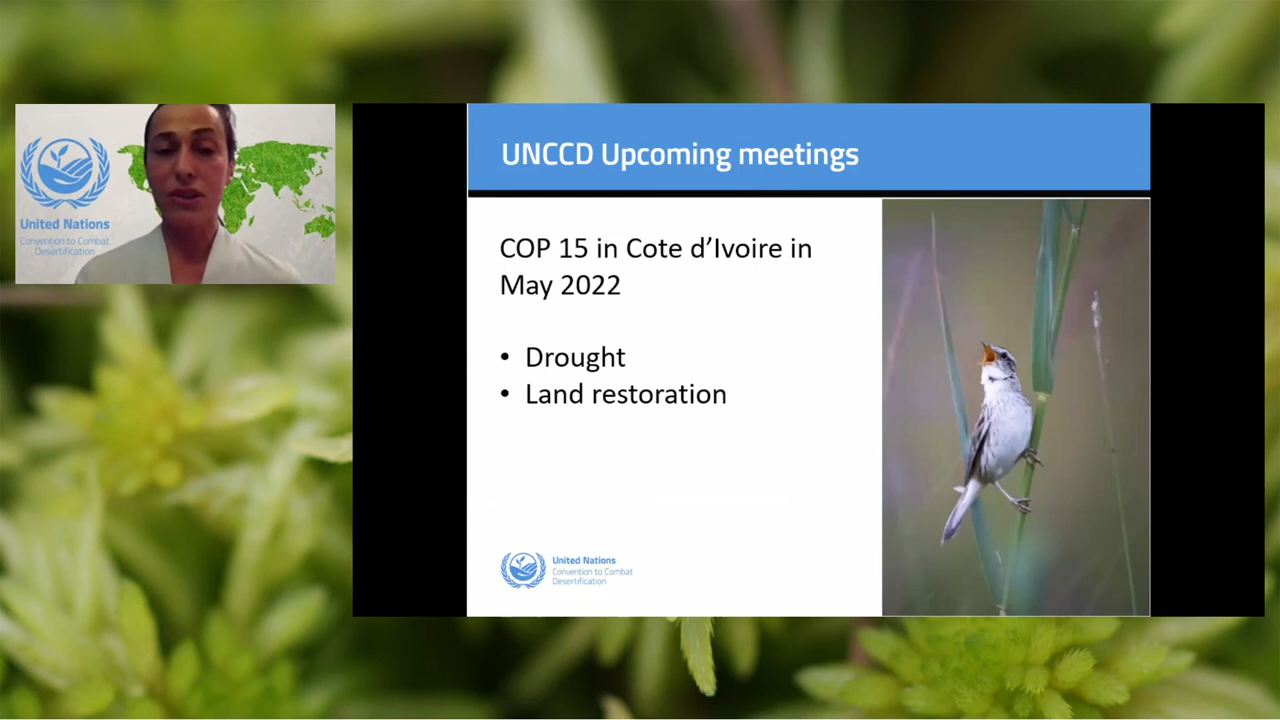 United Nations
Convention to Combat
Desertification
UNCCD Upcoming meetings
COP 15 in Cote d’Ivoire in
May 2022
• Drought
• Land restoration
United Nations
Convention to Combat
Desertification